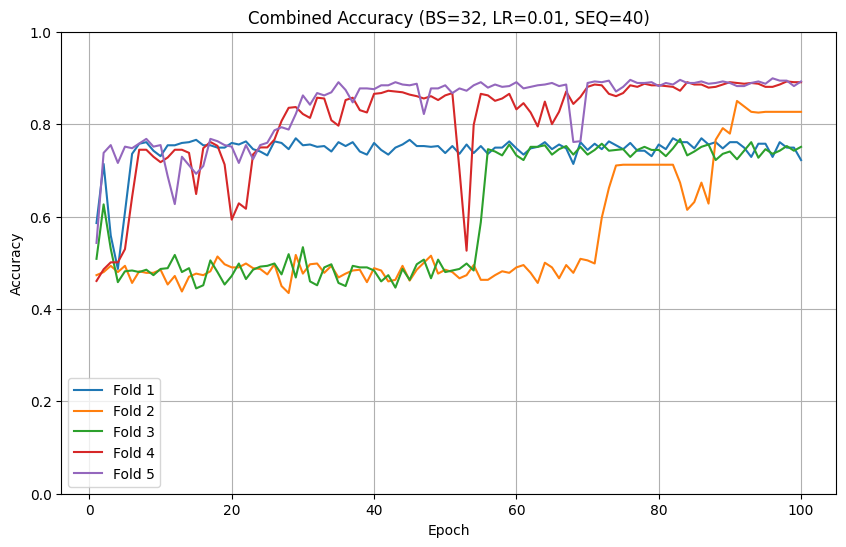 Combined Accuracy (BS=32, LR=0.01, SEQ=40)
Accuracy
1.0
0.8
0.6
0.4
0.2
0.0
Fold 1
Fold 2
Fold 3
Fold 4
Fold 5
0 20 40 60 80 100
Epoch